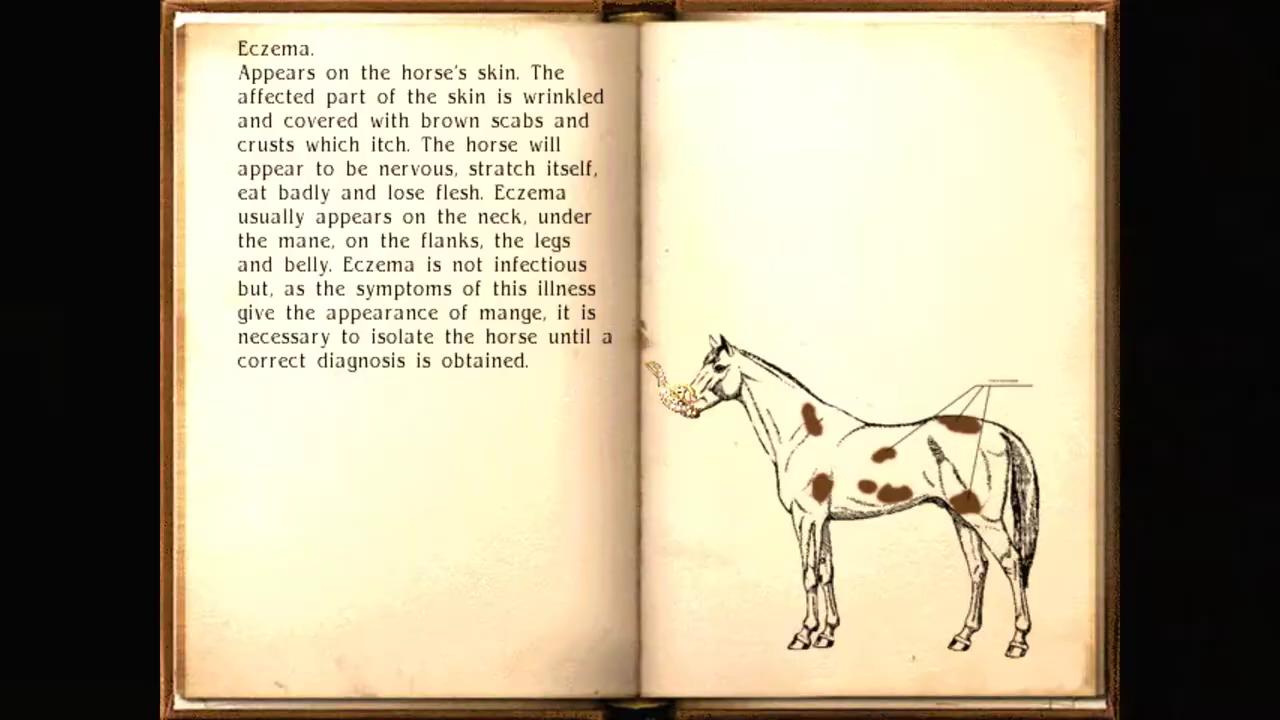 Eczema.
Appears on the horse's skin. The
affected part of the skin is wrinkled
and covered with brown scabs and
crusts which itch. The horse will
appear to be nervous, stretch itself,
eat badly and lose flesh. Eczema
usually appears on the neck, under
the mane, on the flanks, the legs
and belly. Eczema is not infectious
but, as the symptoms of this illness
give the appearance of mange, it is
necessary to isolate the horse until a
correct diagnosis is obtained.